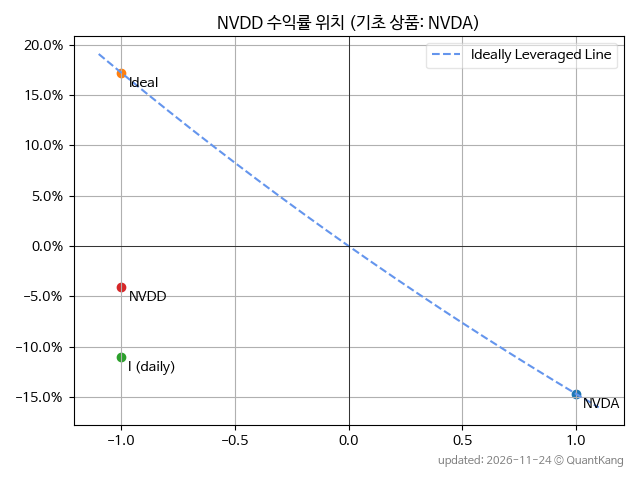 NVDD 수익률 위치 (기초 상품: NVDA)
20.0%
15.0%
10.0%
5.0%
0.0%
-5.0%
-10.0%
-15.0%
Ideally Leveraged Line
Ideal
NVDD
I (daily)
NVDA
-1.0
-0.5
0.0
0.5
1.0
updated: 2026-11-24 © QuantKang